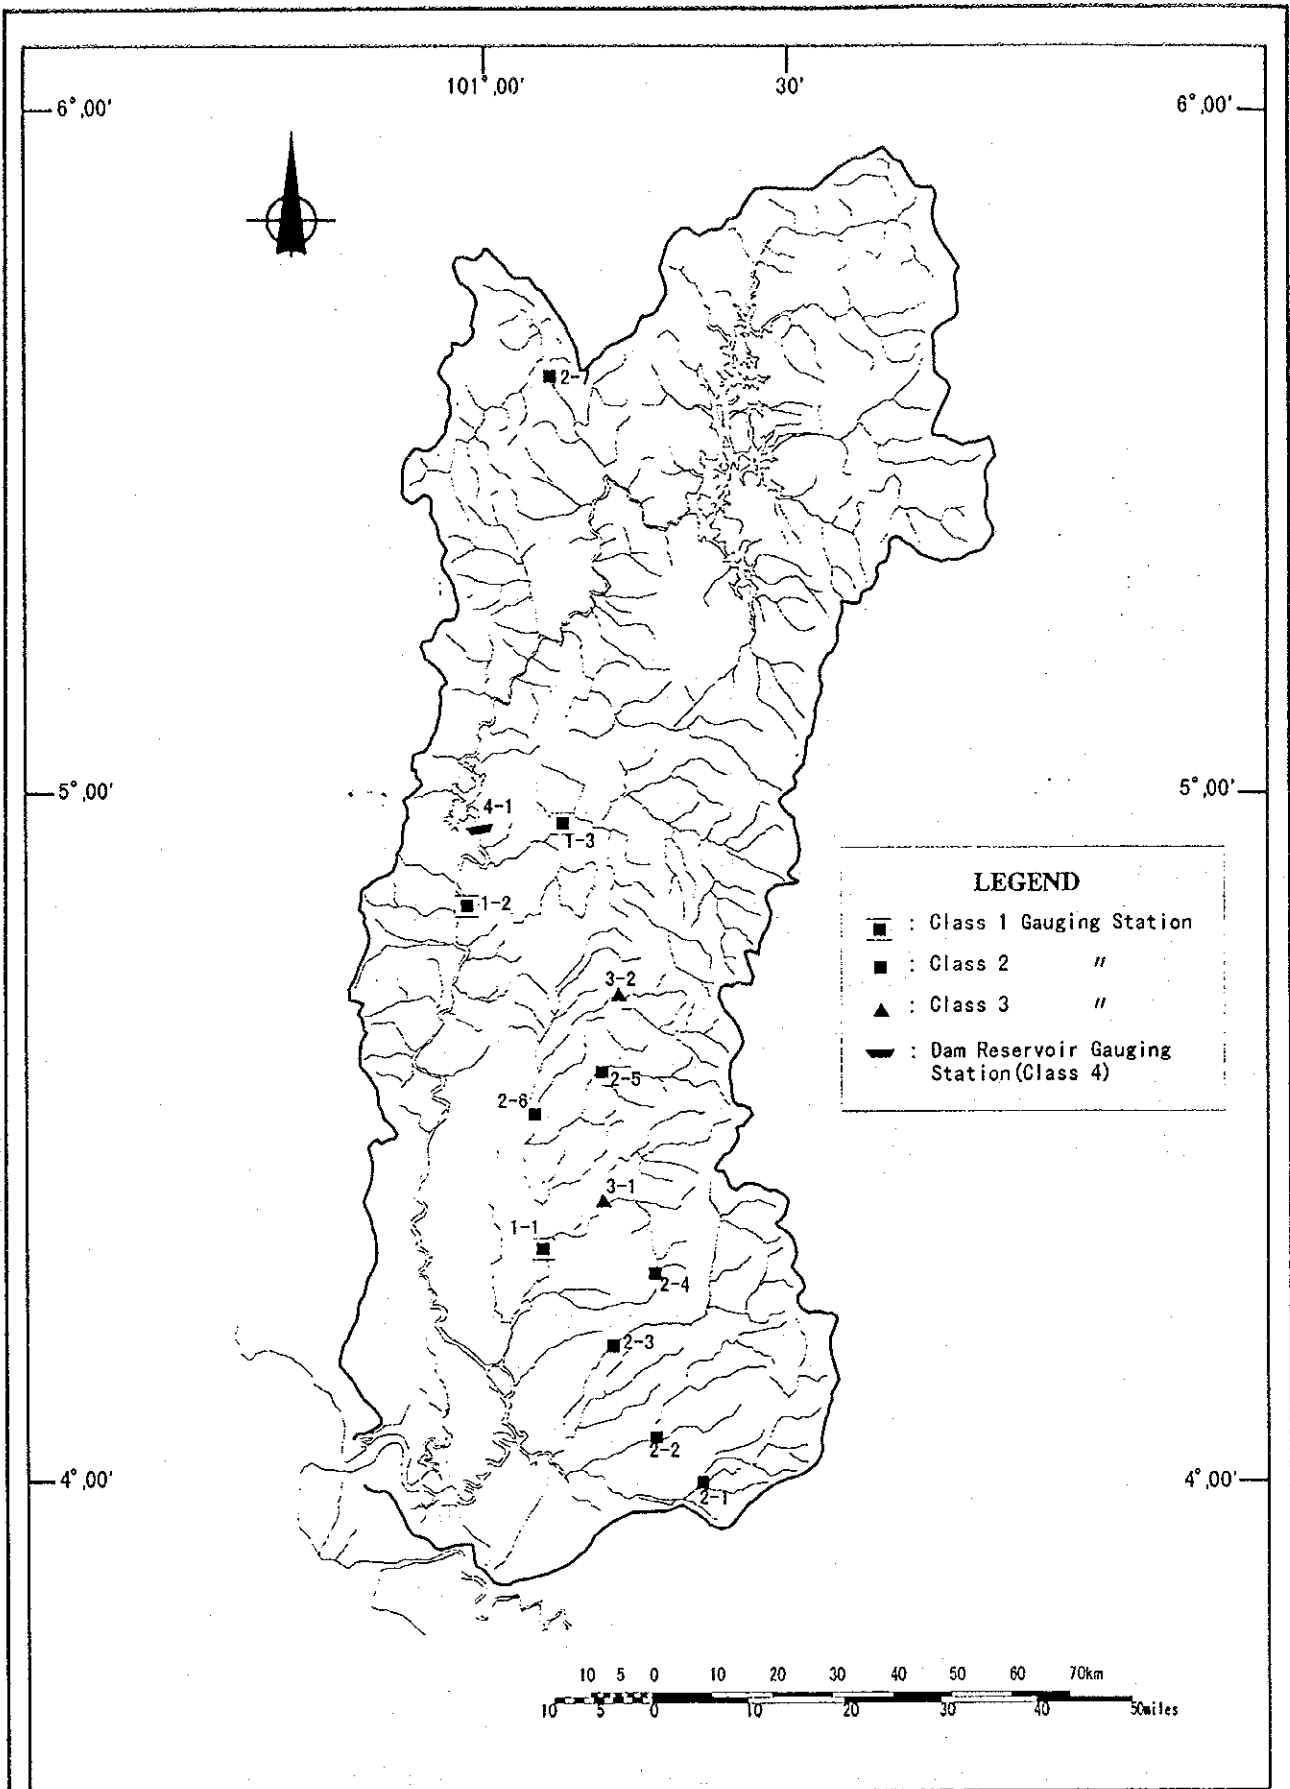 101°,00' 30'
6°,00' 6°,00'
2-7
5°,00' 5°,00'
4-1
1-3
1-2
LEGEND
: Class 1 Gauging Station
: Class 2 〃
: Class 3 〃
: Dam Reservoir Gauging
Station(Class 4)
3-2
2-5
2-6
3-1
1-1
2-4
2-3
2-2
4°,00' 4°,00'
2-1
10 5 0 10 20 30 40 50 60 70km
10 5 0 10 20 30 40 50miles